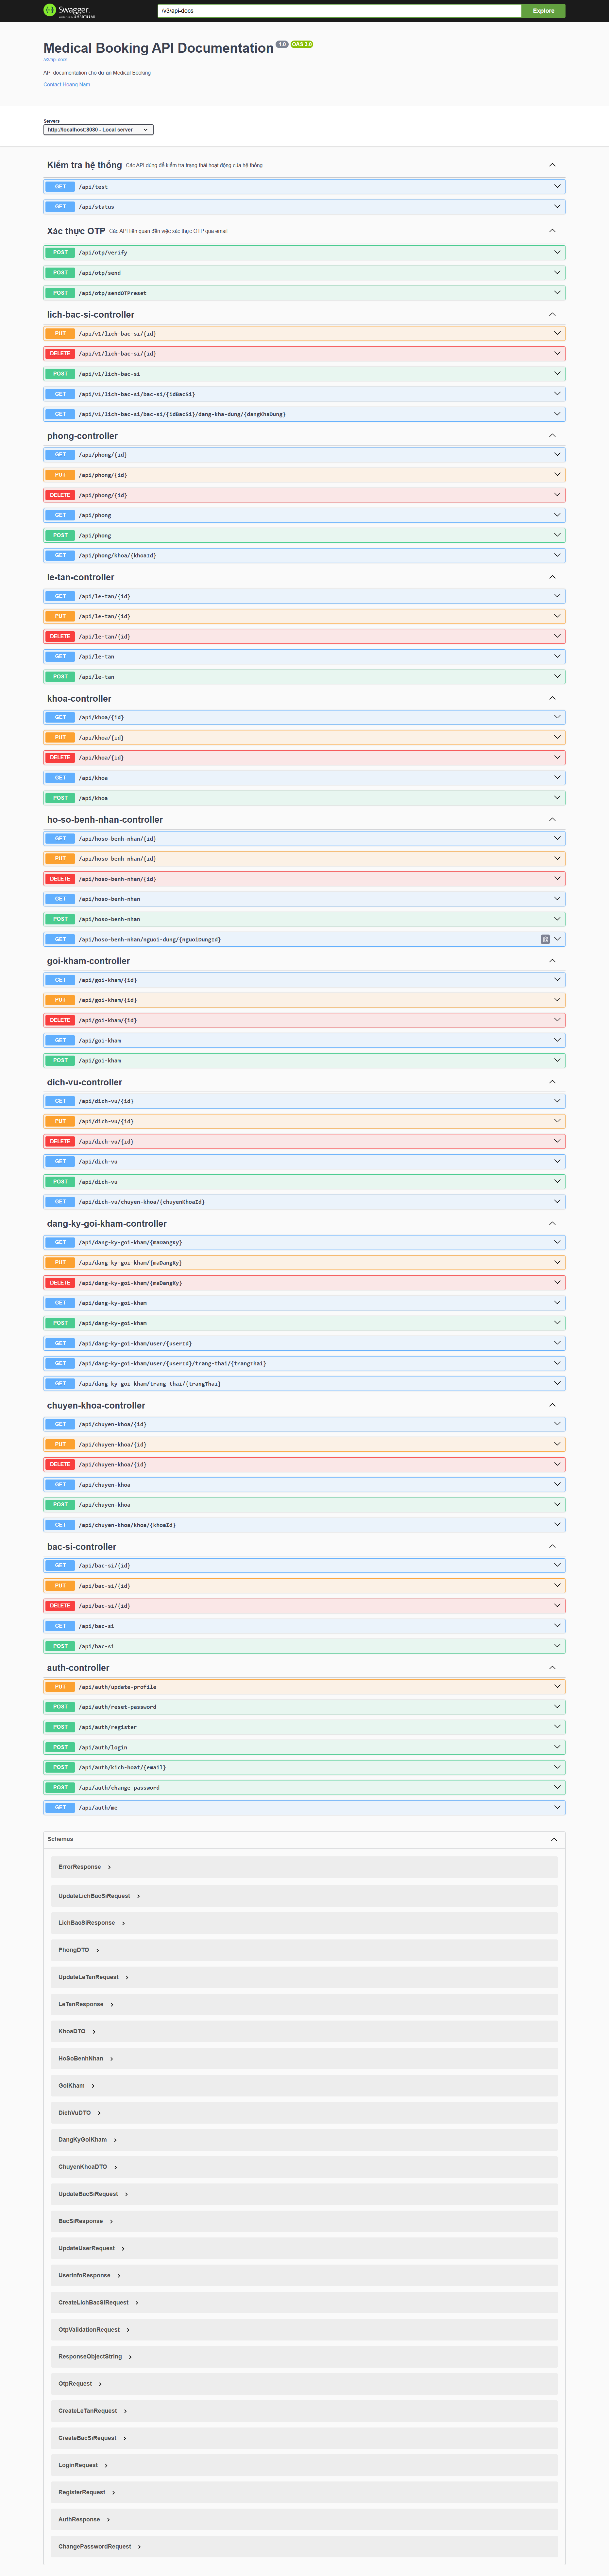 Swagger
Supported by SMARTBEAR
/v3/api-docs
Explore
Medical Booking API Documentation 1.0 OAS 3.0
/v3/api-docs
API documentation cho dự án Medical Booking
Contact Hoang Nam
Servers
http://localhost:8080 - Local server
Kiểm tra hệ thống Các API dùng để kiểm tra trạng thái hoạt động của hệ thống
GET /api/test
GET /api/status
Xác thực OTP Các API liên quan đến việc xác thực OTP qua email
POST /api/otp/verify
POST /api/otp/send
POST /api/otp/sendOTPreset
lich-bac-si-controller
PUT /api/v1/lich-bac-si/{id}
DELETE /api/v1/lich-bac-si/{id}
POST /api/v1/lich-bac-si
GET /api/v1/lich-bac-si/bac-si/{idBacSi}
GET /api/v1/lich-bac-si/bac-si/{idBacSi}/dang-kha-dung/{dangKhaDung}
phong-controller
GET /api/phong/{id}
PUT /api/phong/{id}
DELETE /api/phong/{id}
GET /api/phong
POST /api/phong
GET /api/phong/khoa/{khoaId}
le-tan-controller
GET /api/le-tan/{id}
PUT /api/le-tan/{id}
DELETE /api/le-tan/{id}
GET /api/le-tan
POST /api/le-tan
khoa-controller
GET /api/khoa/{id}
PUT /api/khoa/{id}
DELETE /api/khoa/{id}
GET /api/khoa
POST /api/khoa
ho-so-benh-nhan-controller
GET /api/hoso-benh-nhan/{id}
PUT /api/hoso-benh-nhan/{id}
DELETE /api/hoso-benh-nhan/{id}
GET /api/hoso-benh-nhan
POST /api/hoso-benh-nhan
GET /api/hoso-benh-nhan/nguoi-dung/{nguoiDungId}
goi-kham-controller
GET /api/goi-kham/{id}
PUT /api/goi-kham/{id}
DELETE /api/goi-kham/{id}
GET /api/goi-kham
POST /api/goi-kham
dich-vu-controller
GET /api/dich-vu/{id}
PUT /api/dich-vu/{id}
DELETE /api/dich-vu/{id}
GET /api/dich-vu
POST /api/dich-vu
GET /api/dich-vu/chuyen-khoa/{chuyenKhoaId}
dang-ky-goi-kham-controller
GET /api/dang-ky-goi-kham/{maDangKy}
PUT /api/dang-ky-goi-kham/{maDangKy}
DELETE /api/dang-ky-goi-kham/{maDangKy}
GET /api/dang-ky-goi-kham
POST /api/dang-ky-goi-kham
GET /api/dang-ky-goi-kham/user/{userId}
GET /api/dang-ky-goi-kham/user/{userId}/trang-thai/{trangThai}
GET /api/dang-ky-goi-kham/trang-thai/{trangThai}
chuyen-khoa-controller
GET /api/chuyen-khoa/{id}
PUT /api/chuyen-khoa/{id}
DELETE /api/chuyen-khoa/{id}
GET /api/chuyen-khoa
POST /api/chuyen-khoa
GET /api/chuyen-khoa/khoa/{khoaId}
bac-si-controller
GET /api/bac-si/{id}
PUT /api/bac-si/{id}
DELETE /api/bac-si/{id}
GET /api/bac-si
POST /api/bac-si
auth-controller
PUT /api/auth/update-profile
POST /api/auth/reset-password
POST /api/auth/register
POST /api/auth/login
POST /api/auth/kich-hoat/{email}
POST /api/auth/change-password
GET /api/auth/me
Schemas
ErrorResponse
UpdateLichBacSiRequest
LichBacSiResponse
PhongDTO
UpdateLeTanRequest
LeTanResponse
KhoaDTO
HoSoBenhNhan
GoiKham
DichVuDTO
DangKyGoiKham
ChuyenKhoaDTO
UpdateBacSiRequest
BacSiResponse
UpdateUserRequest
UserInfoResponse
CreateLichBacSiRequest
OtpValidationRequest
ResponseObjectString
OtpRequest
CreateLeTanRequest
CreateBacSiRequest
LoginRequest
RegisterRequest
AuthResponse
ChangePasswordRequest